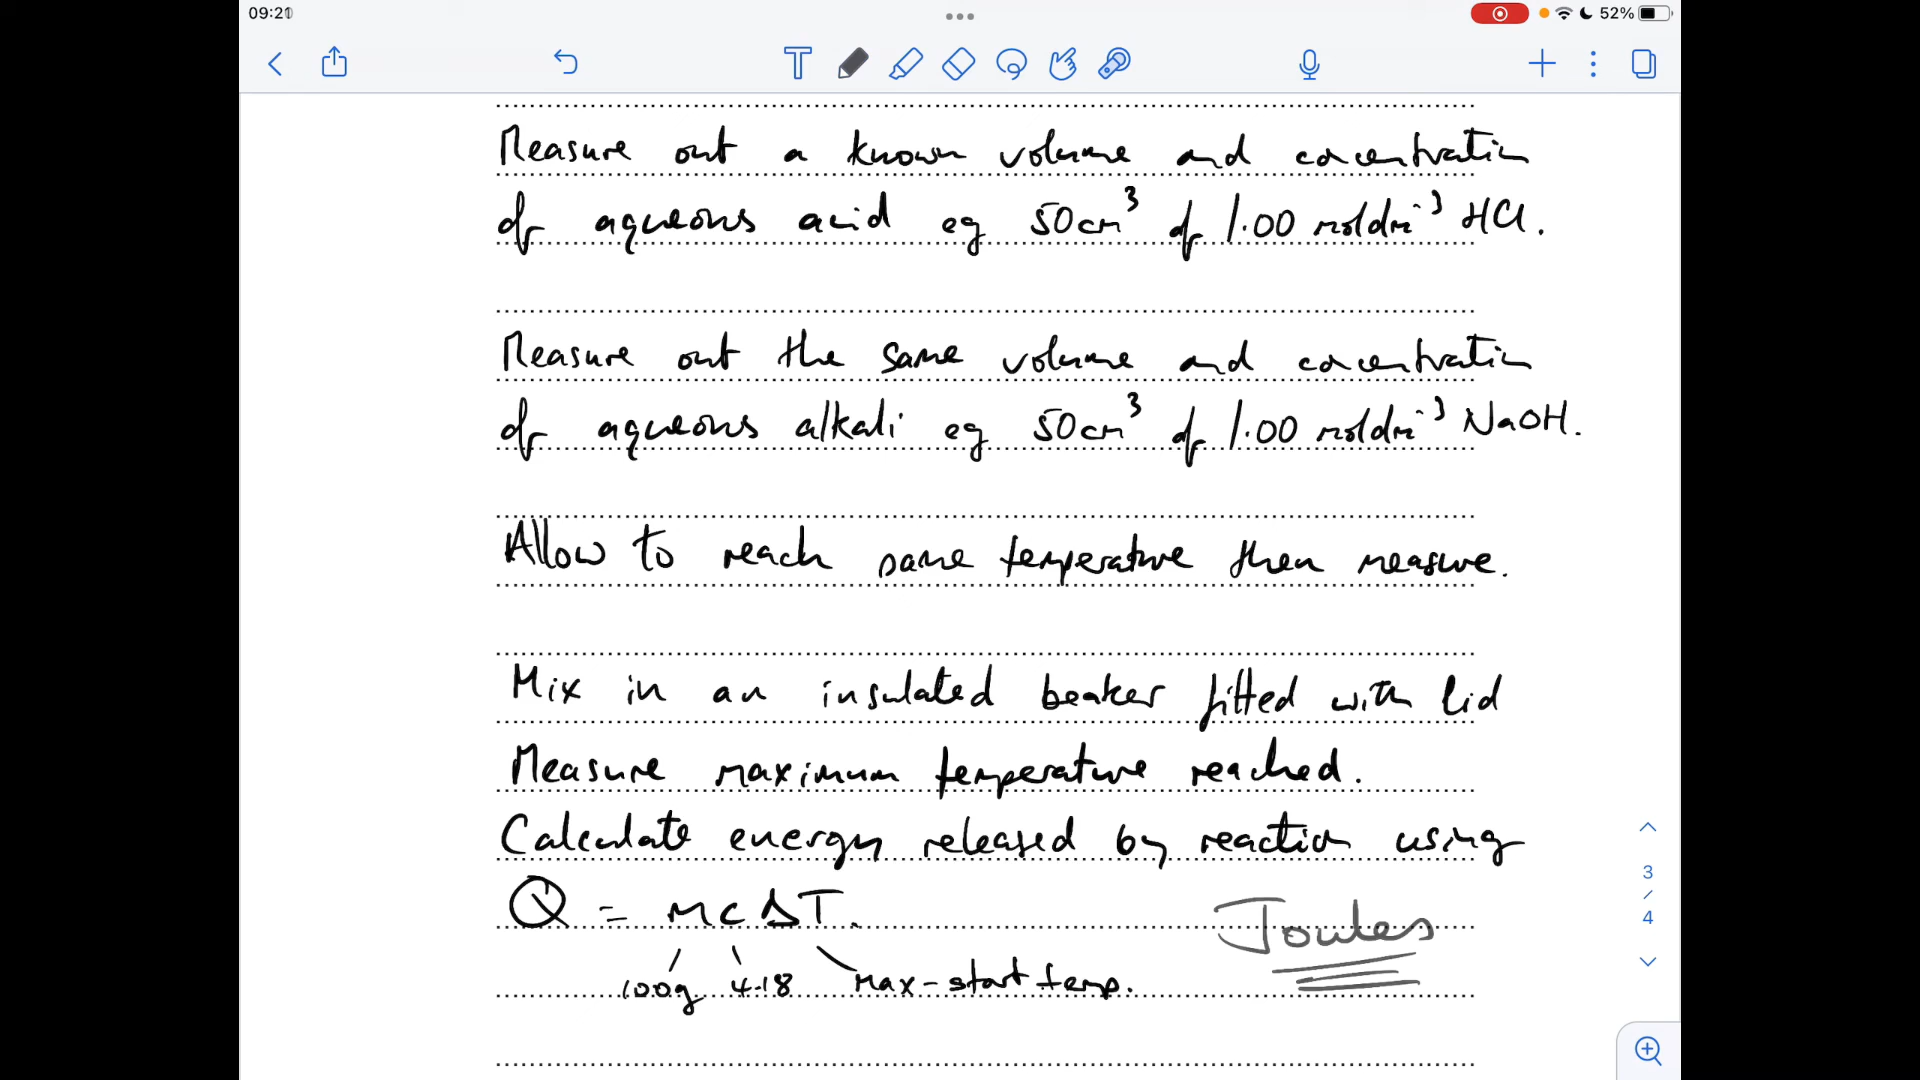 09:20
52%
Measure out a known volume and concentration
of aqueous acid eg 50cm³ of 1.00 moldm⁻³ HCl.
Measure out the same volume and concentration
of aqueous alkali eg 50cm³ of 1.00 moldm⁻³ NaOH.
Allow to reach same temperature then measure.
Mix in an insulated beaker fitted with lid
Measure maximum temperature reached.
Calculate energy released by reaction using
Q = mcΔT.
Joules
100g 4.18 Max-start temp.
3
/
4